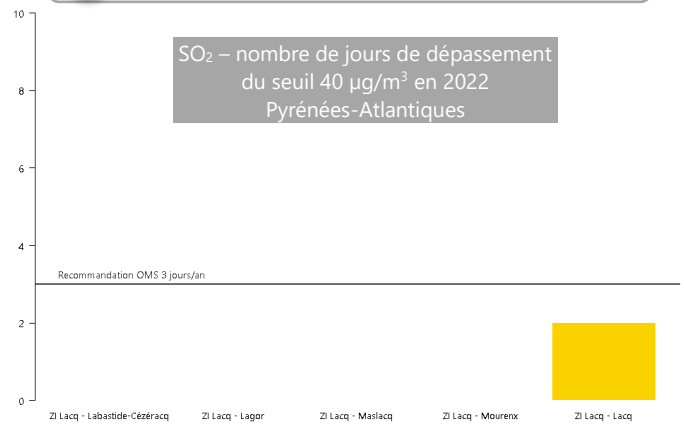 SO₂ – nombre de jours de dépassement
du seuil 40 µg/m³ en 2022
Pyrénées-Atlantiques
10
8
6
4
Recommandation OMS 3 jours/an
2
0
ZI Lacq - Labastide-Cézéracq ZI Lacq - Lagor ZI Lacq - Maslacq ZI Lacq - Mourenx ZI Lacq - Lacq